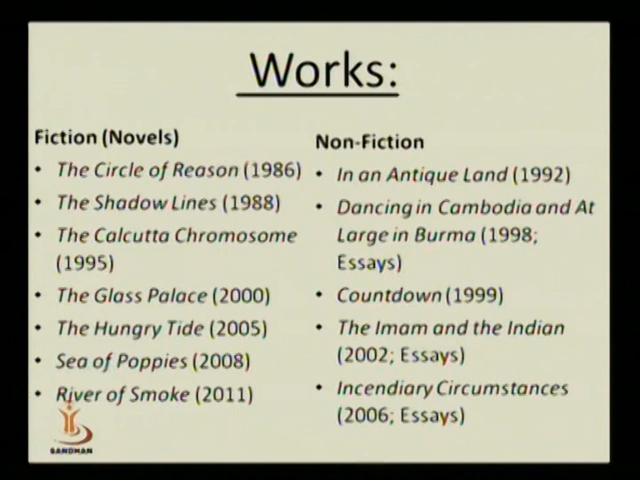 Works:
Fiction (Novels)
• The Circle of Reason (1986)
• The Shadow Lines (1988)
• The Calcutta Chromosome
(1995)
• The Glass Palace (2000)
• The Hungry Tide (2005)
• Sea of Poppies (2008)
• River of Smoke (2011)
Non-Fiction
• In an Antique Land (1992)
• Dancing in Cambodia and At
Large in Burma (1998;
Essays)
• Countdown (1999)
• The Imam and the Indian
(2002; Essays)
• Incendiary Circumstances
(2006; Essays)
SANDHAN